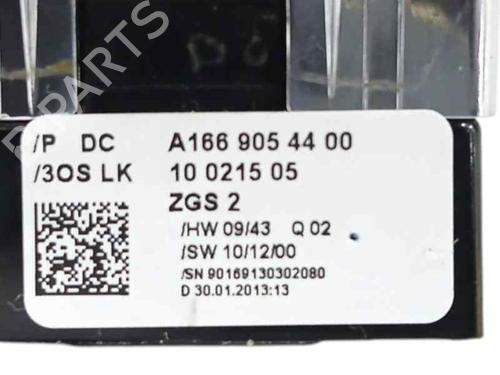 /P DC A166 905 44 00
/3OS LK 10 0215 05
ZGS 2
/HW 09/43 Q 02
/SW 10/12/00
/SN 90169130302080
D 30.01.2013:13